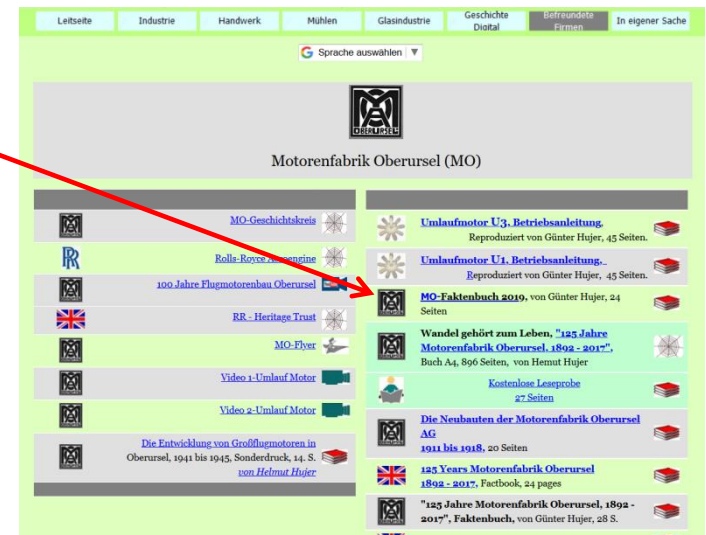 Leitseite Industrie Handwerk Mühlen Glasindustrie Geschichte Digital Befreundete Firmen In eigener Sache
Sprache auswählen
OBERURSEL
Motorenfabrik Oberursel (MO)
MO-Geschichtskreis
Rolls-Royce
100 Jahre Flugmotorenbau Oberursel
RR - Heritage Trust
MO-Flyer
Video 1-Umlauf Motor
Video 2-Umlauf Motor
Die Entwicklung von Großflugmotoren in
Oberursel, 1941 bis 1945, Sonderdruck, 14. S.
von Helmut Hujer
Umlaufmotor U3, Betriebsanleitung,
Reproduziert von Günter Hujer, 45 Seiten.
Umlaufmotor U1, Betriebsanleitung,
Reproduziert von Günter Hujer, 45 Seiten.
MO-Faktenbuch 2019, von Günter Hujer, 24
Seiten
Wandel gehört zum Leben, "125 Jahre
Motorenfabrik Oberursel, 1892 - 2017",
Buch A4, 896 Seiten, von Hemut Hujer
Kostenlose Leseprobe
27 Seiten
Die Neubauten der Motorenfabrik Oberursel
AG
1911 bis 1918, 20 Seiten
125 Years Motorenfabrik Oberursel
1892 - 2017, Factbook, 24 pages
"125 Jahre Motorenfabrik Oberursel, 1892 -
2017", Faktenbuch, von Günter Hujer, 28 S.